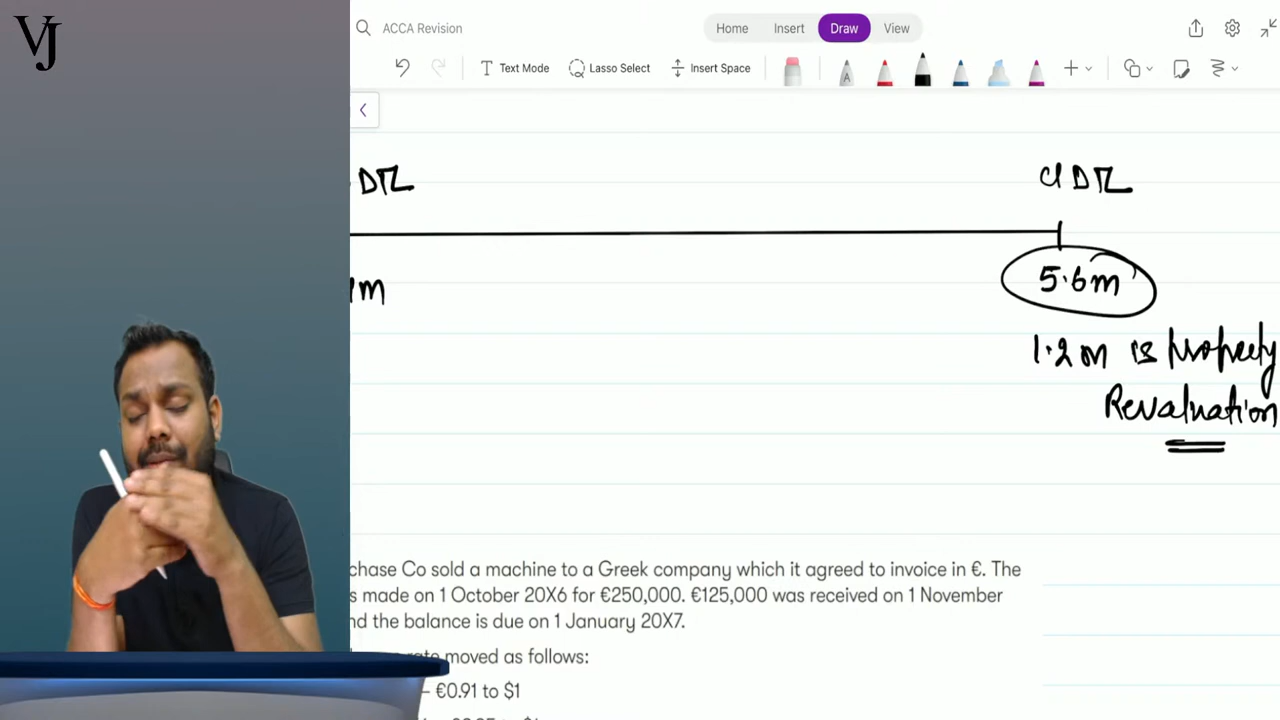 VJ
ACCA Revision
Home Insert Draw View
Text Mode Lasso Select Insert Space
DTL
Cl DTL
5.6m
m
1.2m is Property
Revaluation
chase Co sold a machine to a Greek company which it agreed to invoice in €. The
s made on 1 October 20X6 for €250,000. €125,000 was received on 1 November
nd the balance is due on 1 January 20X7.
rate moved as follows:
– €0.91 to $1